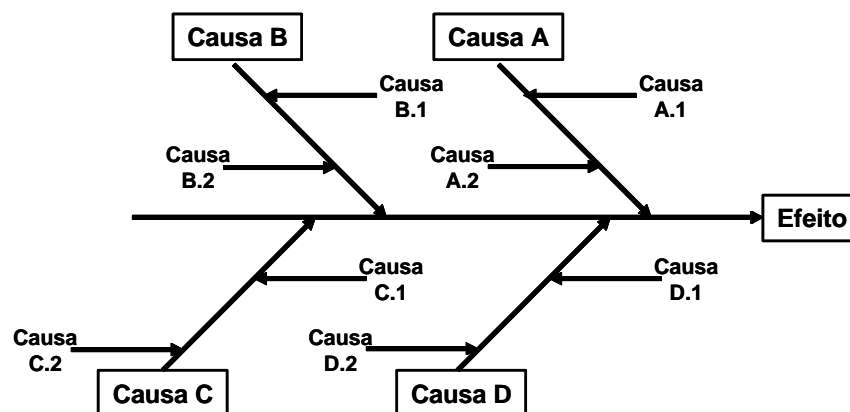 Causa B
Causa A
Causa
B.1
Causa
A.1
Causa
B.2
Causa
A.2
Efeito
Causa
C.1
Causa
D.1
Causa
C.2
Causa
D.2
Causa C
Causa D